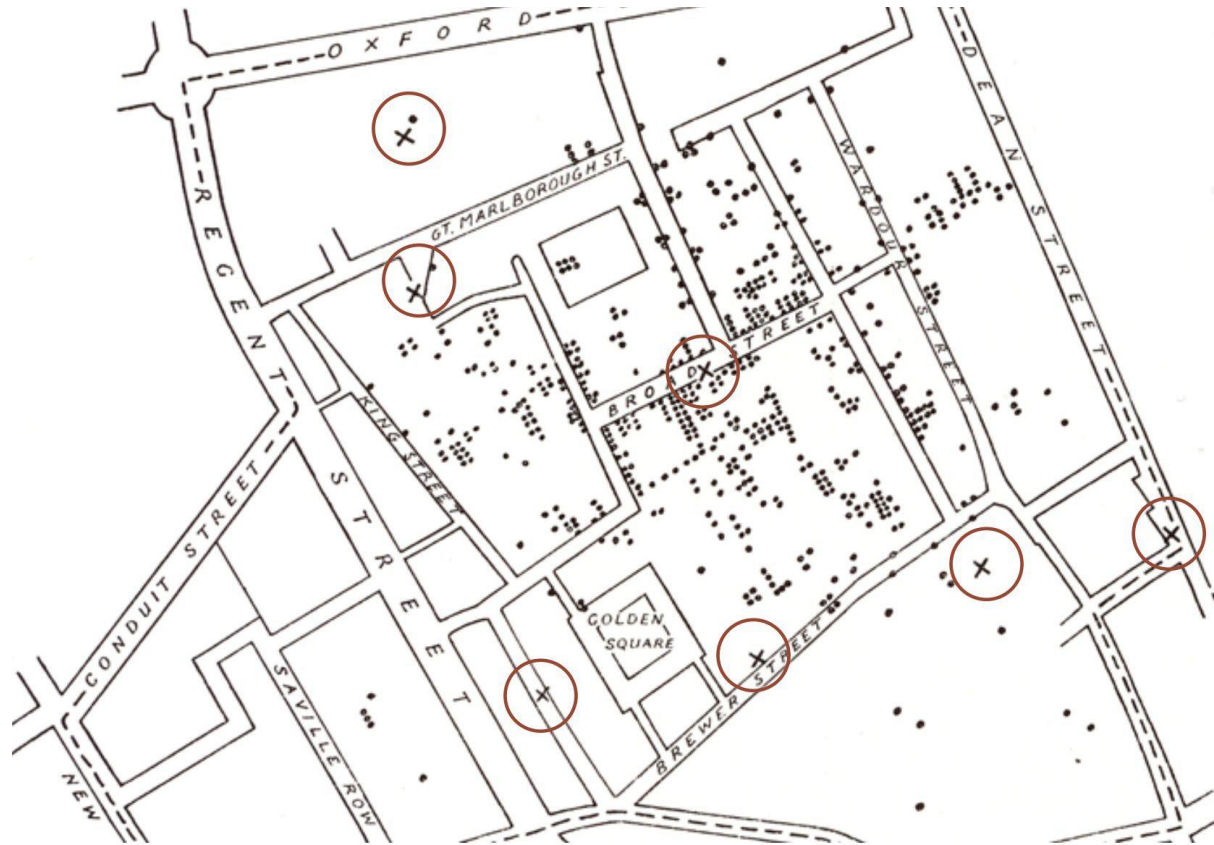 OXFORD
REGENT STREET
GT. MARLBOROUGH ST.
WARDOUR STREET
DEAN STREET
BROAD STREET
KING STREET
CONDUIT STREET
GOLDEN
SQUARE
BREWER STREET
SAVILLE ROW
NEW